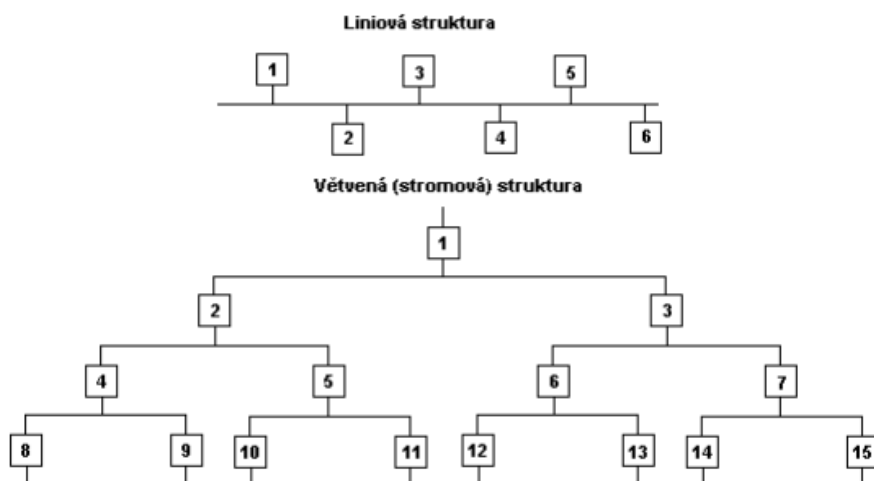 Liniová struktura
1 3 5
2 4 6
Větvená (stromová) struktura
1
2 3
4 5 6 7
8 9 10 11 12 13 14 15